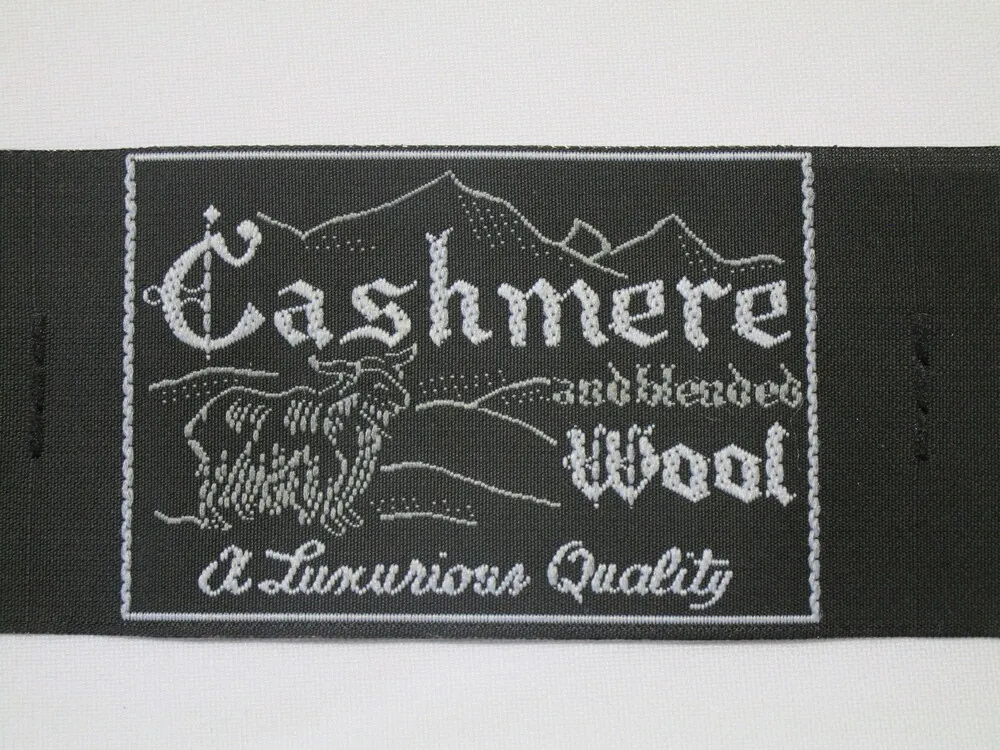 Cashmere
and blended
Wool
A Luxurious Quality